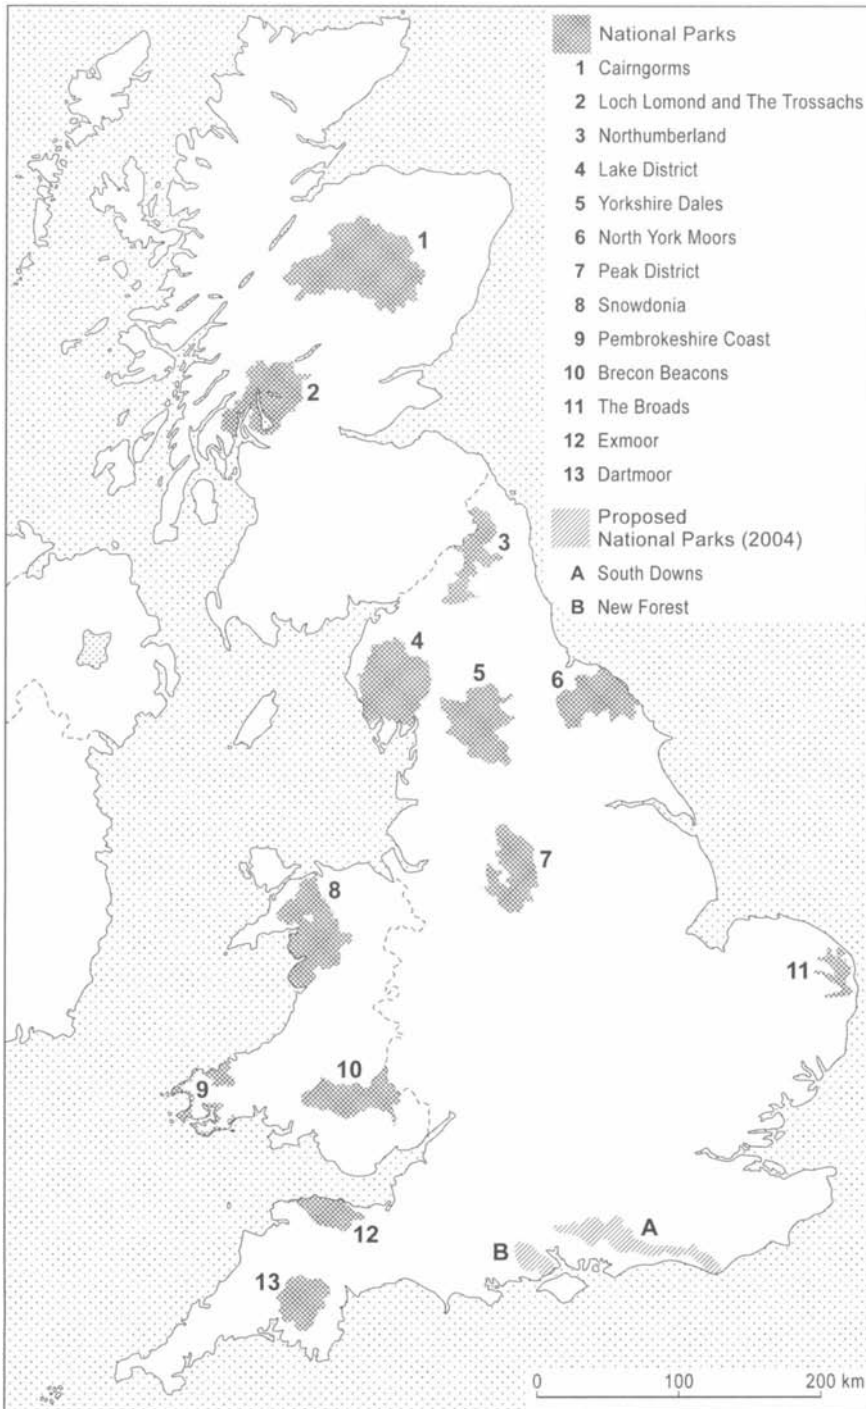 National Parks
1 Cairngorms
2 Loch Lomond and The Trossachs
3 Northumberland
4 Lake District
5 Yorkshire Dales
6 North York Moors
7 Peak District
8 Snowdonia
9 Pembrokeshire Coast
10 Brecon Beacons
11 The Broads
12 Exmoor
13 Dartmoor
Proposed
National Parks (2004)
A South Downs
B New Forest
1
2
3
4
5
6
7
8
11
10
9
12
A
B
13
0 100 200 km